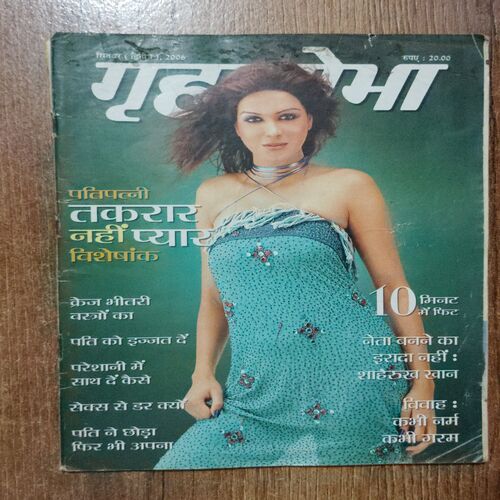 सितंबर (द्वितीय), 2006
रुपए : 20.00
गृहशोभा
पतिपत्नी
तकरार
नहीं प्यार
विशेषांक
क्रेज भीतरी
वस्त्रों का
पति को इज्जत दें
परेशानी में
साथ दें कैसे
सेक्स से डर क्यों
पति ने छोड़ा
फिर भी अपना
10 मिनट
में फिट
नेता बनने का
इरादा नहीं :
शाहरुख खान
विवाह :
कभी नर्म
कभी गरम